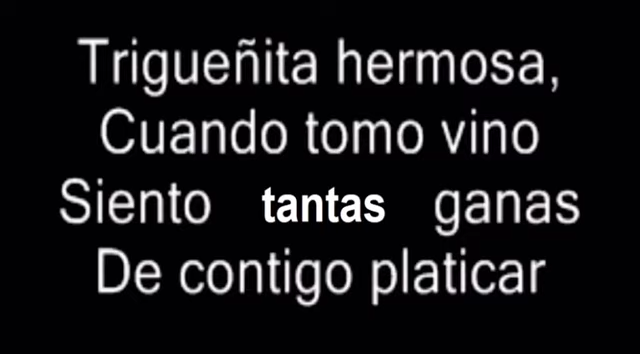 Trigueñita hermosa,
Cuando tomo vino
Siento tantas ganas
De contigo platicar